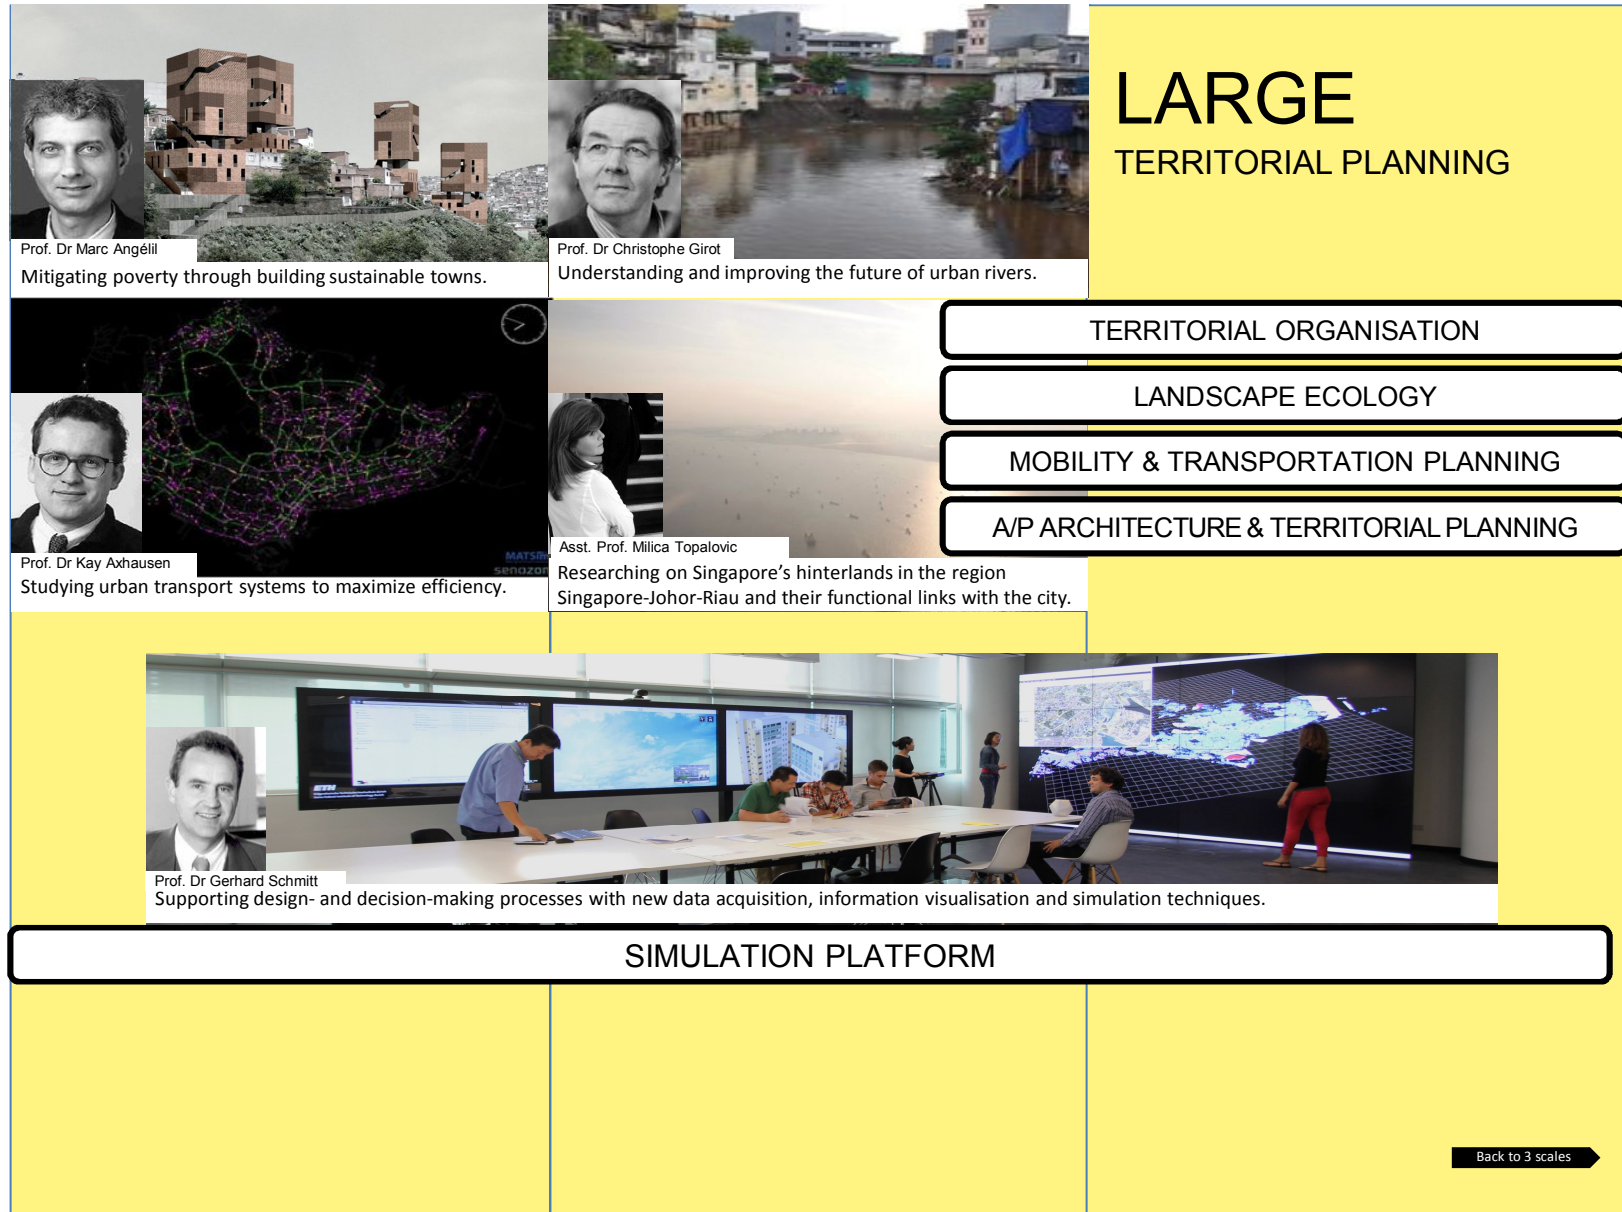 LARGE
TERRITORIAL PLANNING
Prof. Dr Marc Angélil
Mitigating poverty through building sustainable towns.
Prof. Dr Christophe Girot
Understanding and improving the future of urban rivers.
TERRITORIAL ORGANISATION
LANDSCAPE ECOLOGY
MOBILITY & TRANSPORTATION PLANNING
A/P ARCHITECTURE & TERRITORIAL PLANNING
MATSim
senozon
Prof. Dr Kay Axhausen
Studying urban transport systems to maximize efficiency.
Asst. Prof. Milica Topalovic
Researching on Singapore’s hinterlands in the region
Singapore-Johor-Riau and their functional links with the city.
ETH
Prof. Dr Gerhard Schmitt
Supporting design- and decision-making processes with new data acquisition, information visualisation and simulation techniques.
SIMULATION PLATFORM
Back to 3 scales